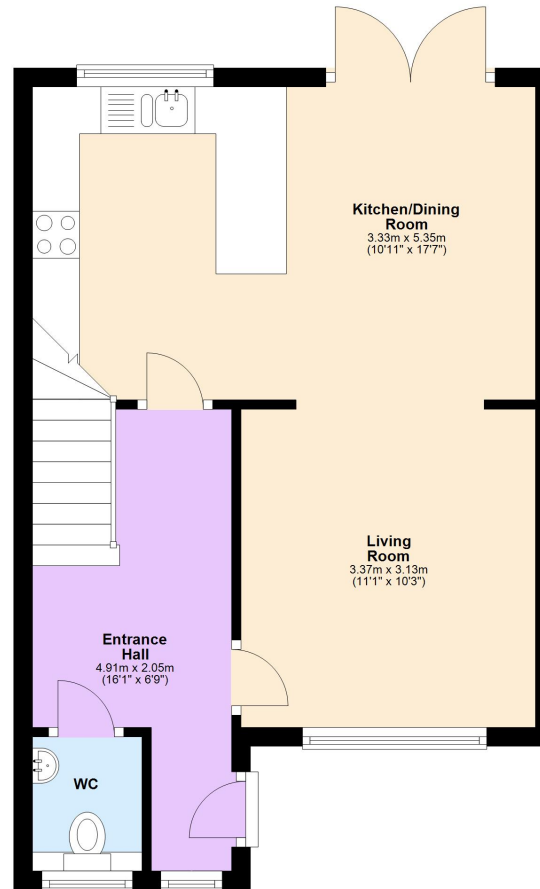 Kitchen/Dining
Room
3.33m x 5.35m
(10'11" x 17'7")
Living
Room
3.37m x 3.13m
(11'1" x 10'3")
Entrance
Hall
4.91m x 2.05m
(16'1" x 6'9")
WC